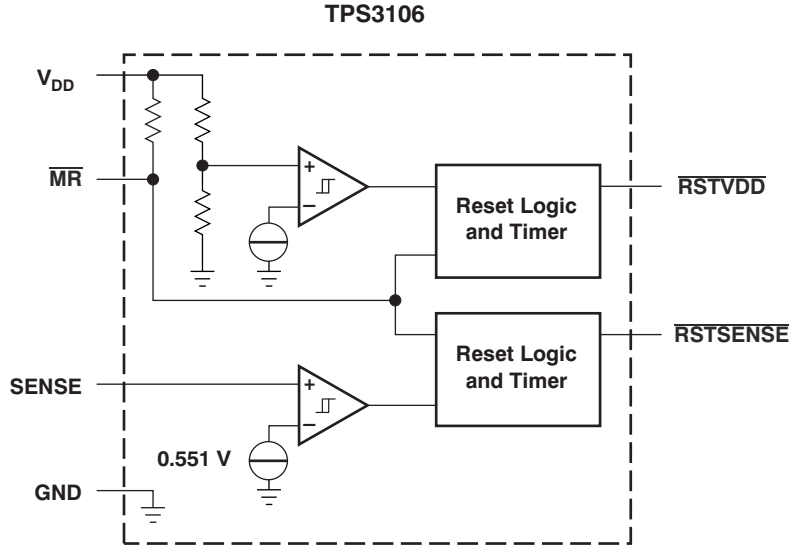 TPS3106
VDD
MR
+
−
Reset Logic
and Timer
RSTVDD
Reset Logic
and Timer
RSTSENSE
SENSE
+
−
0.551 V
GND